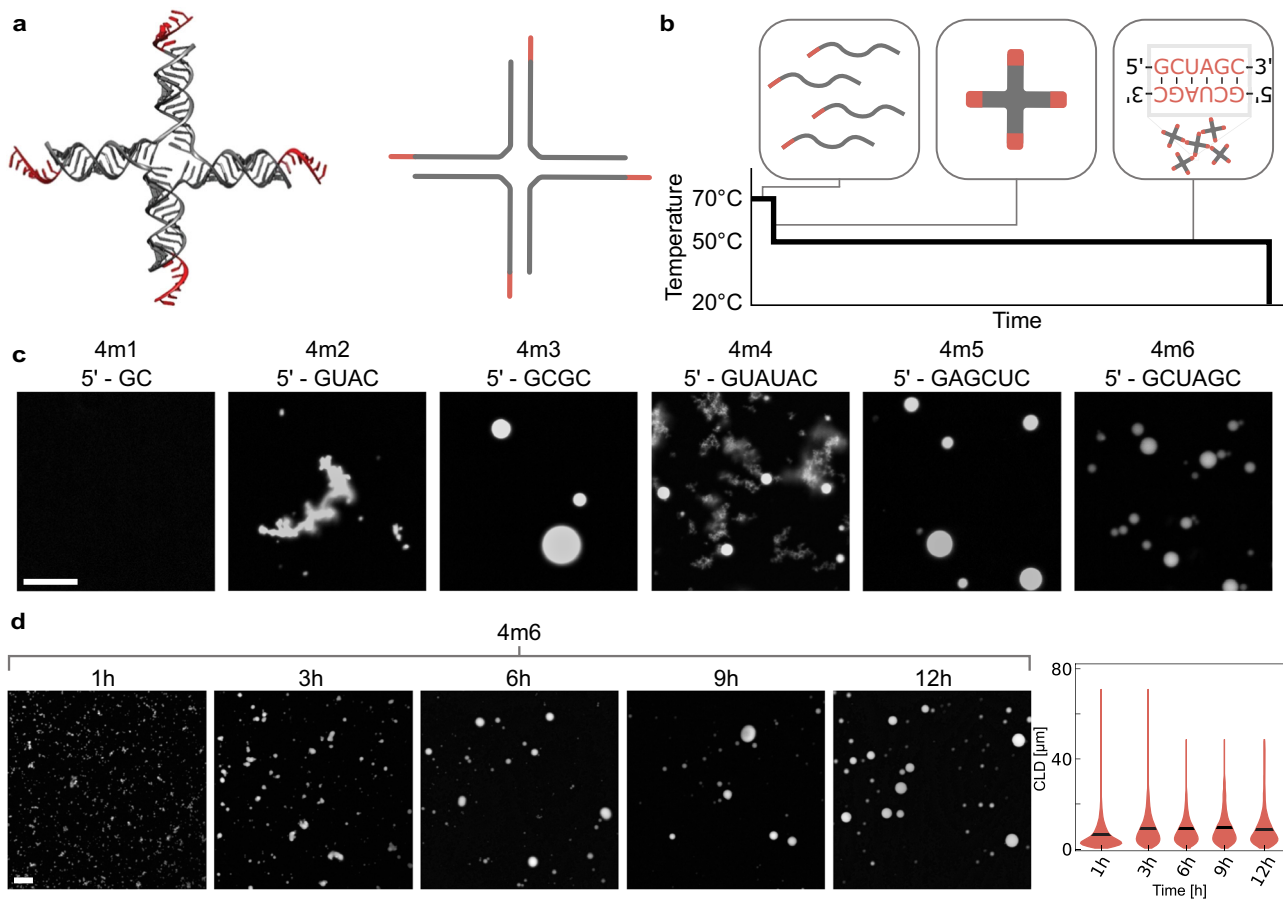 a
b
5'-GCUAGC-3'
3'-CGAUCG-5'
Temperature
70°C
50°C
20°C
Time
c
4m1
5' - GC
4m2
5' - GUAC
4m3
5' - GCGC
4m4
5' - GUAUAC
4m5
5' - GAGCUC
4m6
5' - GCUAGC
d
4m6
1h
3h
6h
9h
12h
CLD [µm]
80
40
0
1h
3h
6h
9h
12h
Time [h]